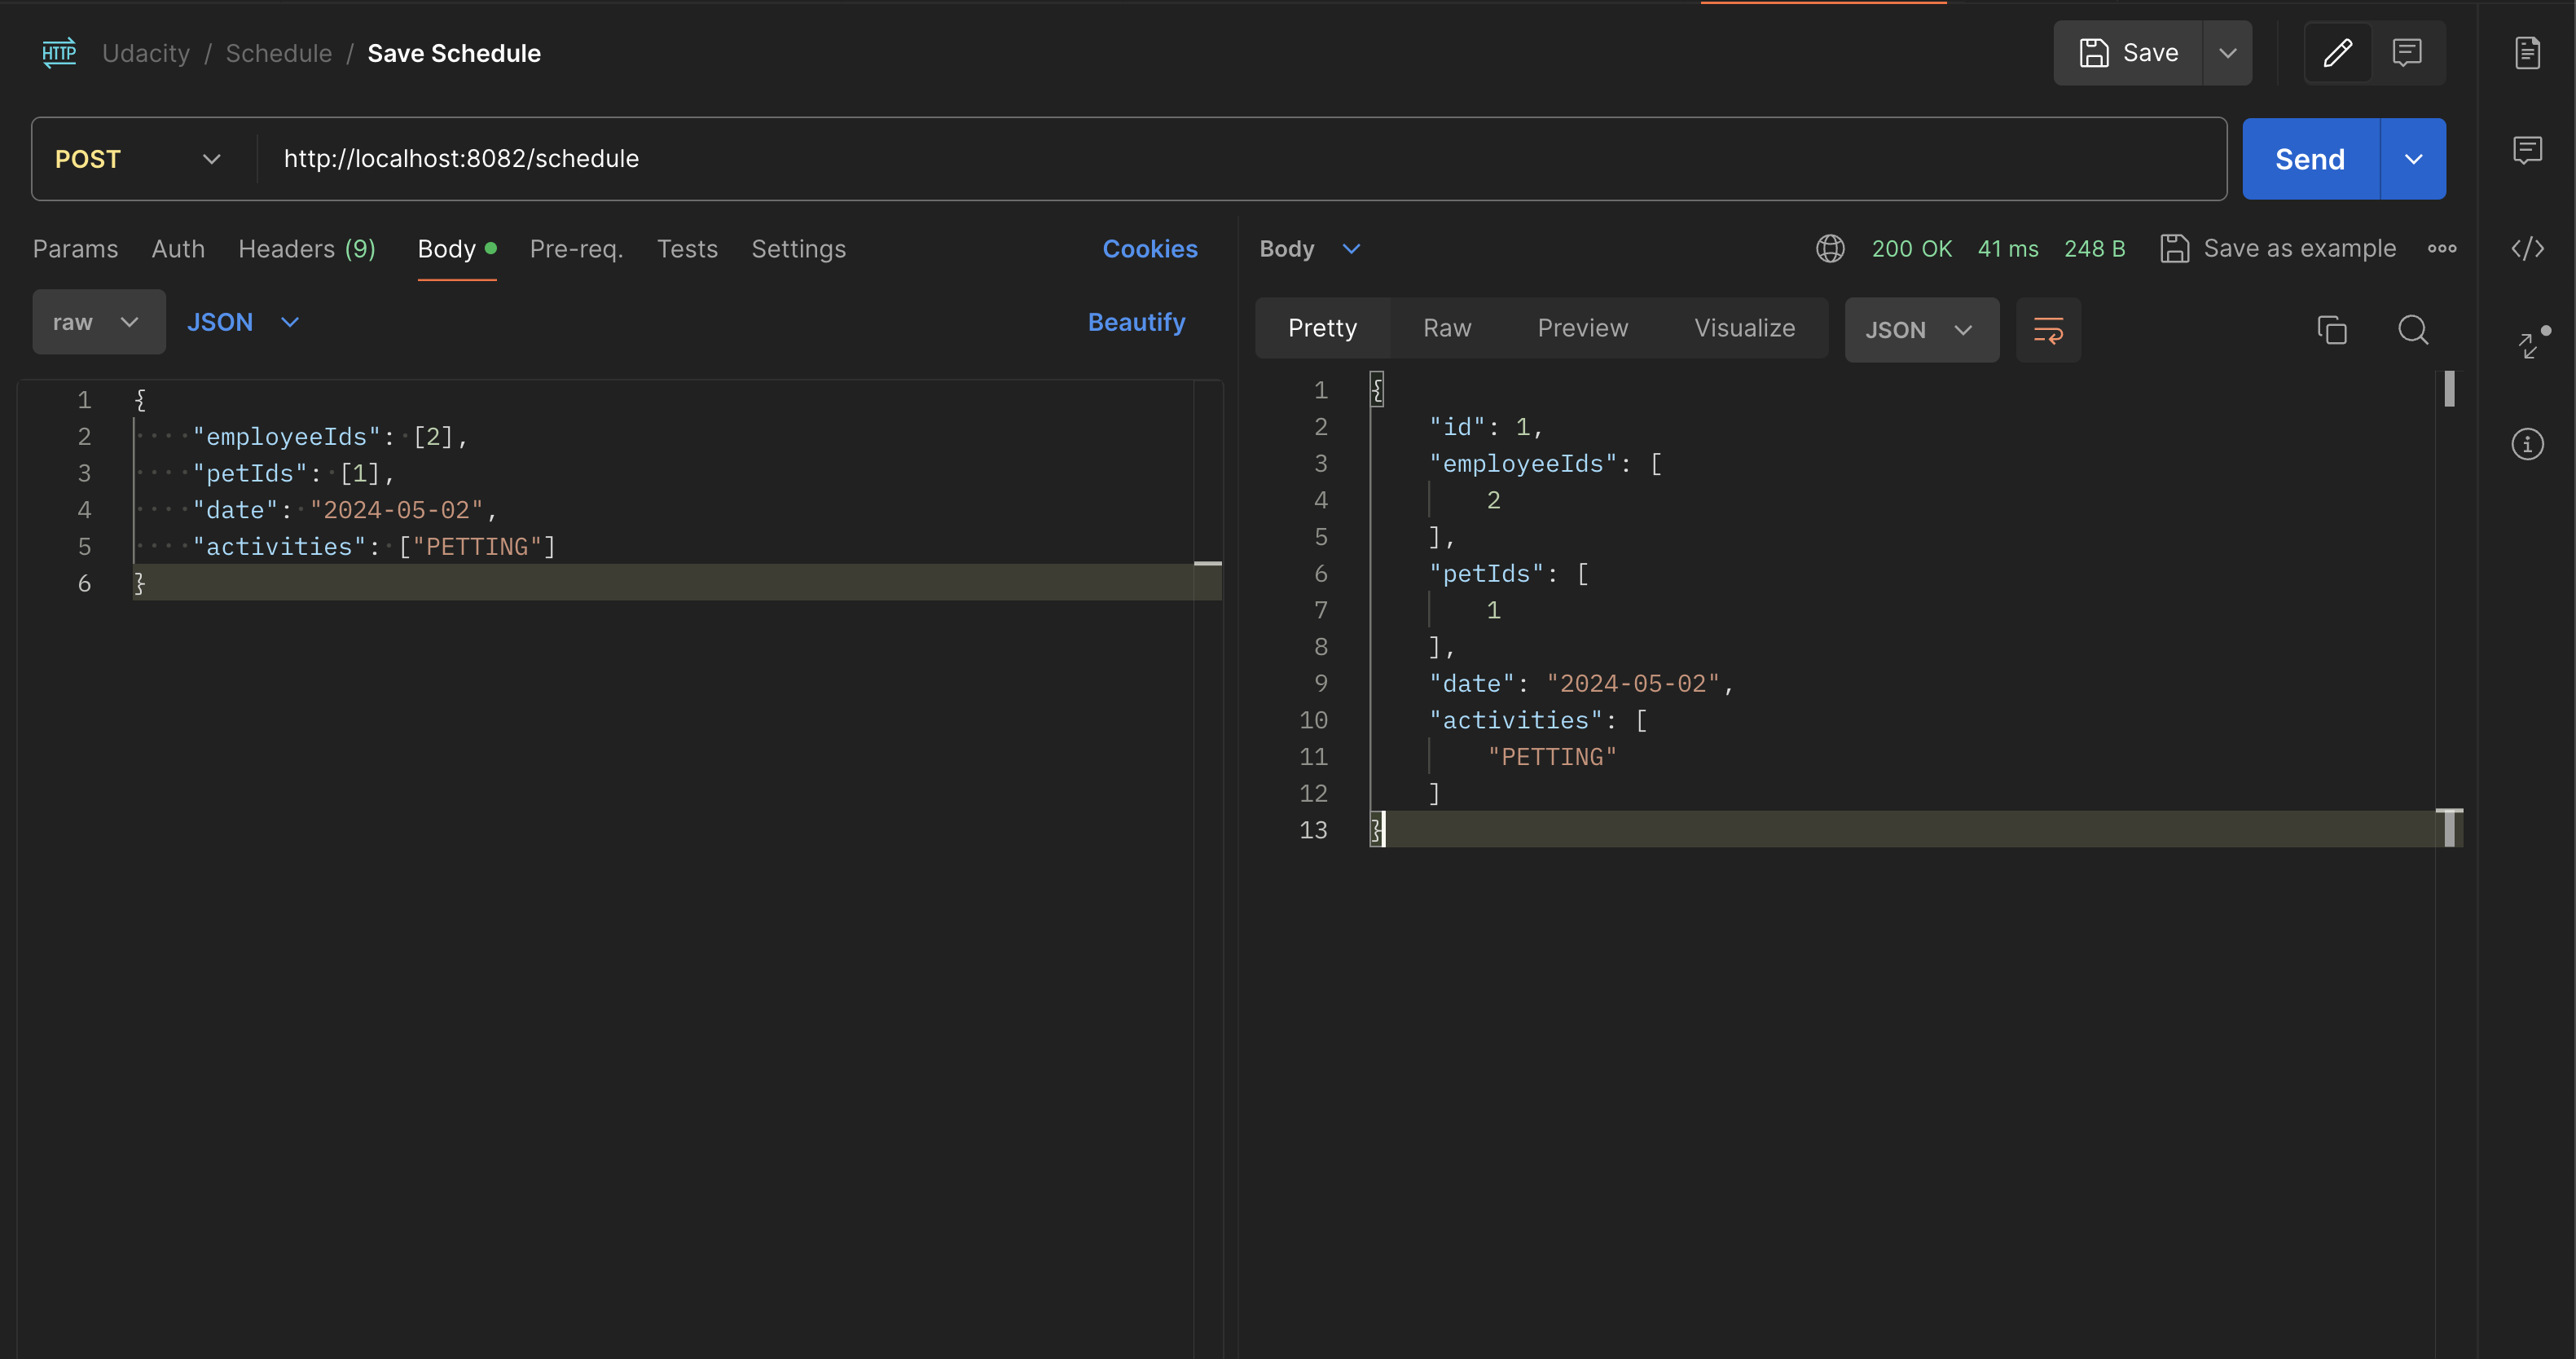 HTTP Udacity / Schedule / Save Schedule
Save
POST http://localhost:8082/schedule
Send
Params Auth Headers (9) Body Pre-req. Tests Settings Cookies
raw JSON Beautify
1 {
2 "employeeIds": [2],
3 "petIds": [1],
4 "date": "2024-05-02",
5 "activities": ["PETTING"]
6 }
Body 200 OK 41 ms 248 B Save as example
Pretty Raw Preview Visualize JSON
1 {
2 "id": 1,
3 "employeeIds": [
4 2
5 ],
6 "petIds": [
7 1
8 ],
9 "date": "2024-05-02",
10 "activities": [
11 "PETTING"
12 ]
13 }